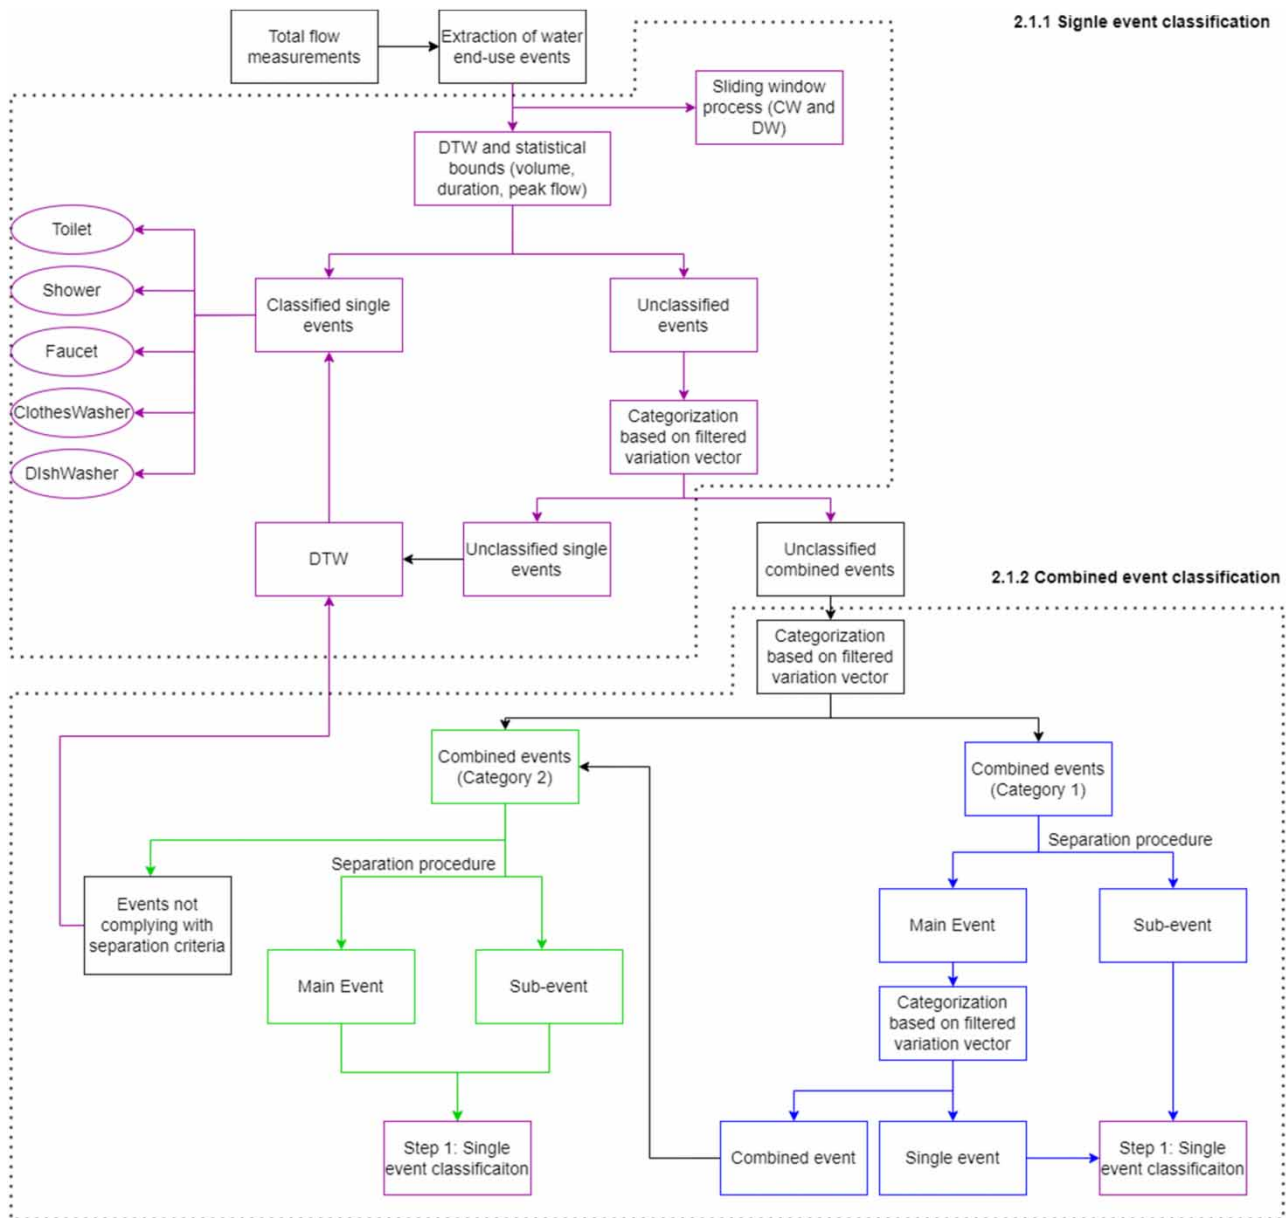 2.1.1 Signle event classification
Total flow
measurements
Extraction of water
end-use events
Sliding window
process (CW and
DW)
DTW and statistical
bounds (volume,
duration, peak flow)
Toilet
Shower
Faucet
ClothesWasher
DIshWasher
Classified single
events
Unclassified
events
Categorization
based on filtered
variation vector
DTW
Unclassified single
events
Unclassified
combined events
2.1.2 Combined event classification
Categorization
based on filtered
variation vector
Combined events
(Category 2)
Combined events
(Category 1)
Separation procedure
Separation procedure
Events not
complying with
separation criteria
Main Event
Sub-event
Main Event
Sub-event
Categorization
based on filtered
variation vector
Step 1: Single
event classificaiton
Combined event
Single event
Step 1: Single
event classificaiton